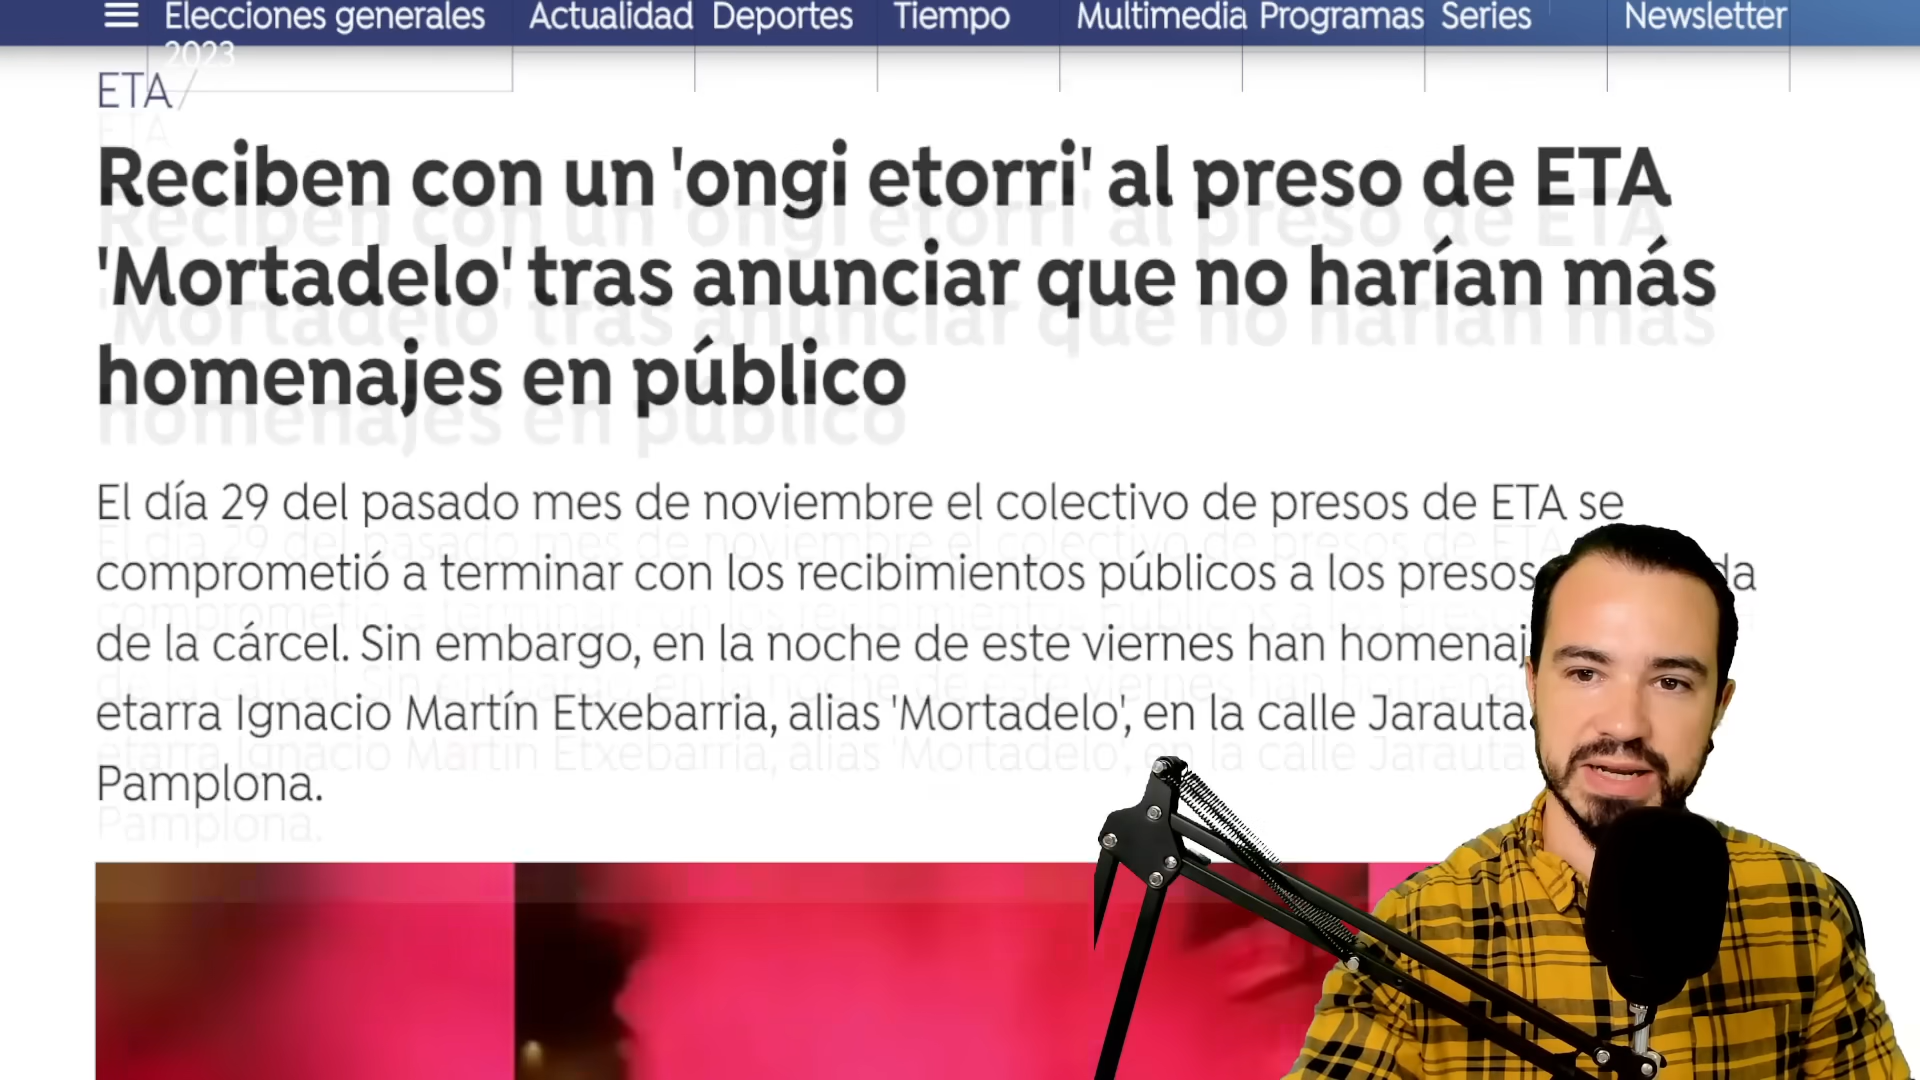 Elecciones generales 2023 Actualidad Deportes Tiempo Multimedia Programas Series Newsletter
ETA/
Reciben con un 'ongi etorri' al preso de ETA
'Mortadelo' tras anunciar que no harían más
homenajes en público
El día 29 del pasado mes de noviembre el colectivo de presos de ETA se
comprometió a terminar con los recibimientos públicos a los presos
de la cárcel. Sin embargo, en la noche de este viernes han
etarra Ignacio Martín Etxebarria, alias 'Mortadelo', en la calle Jarauta
Pamplona.